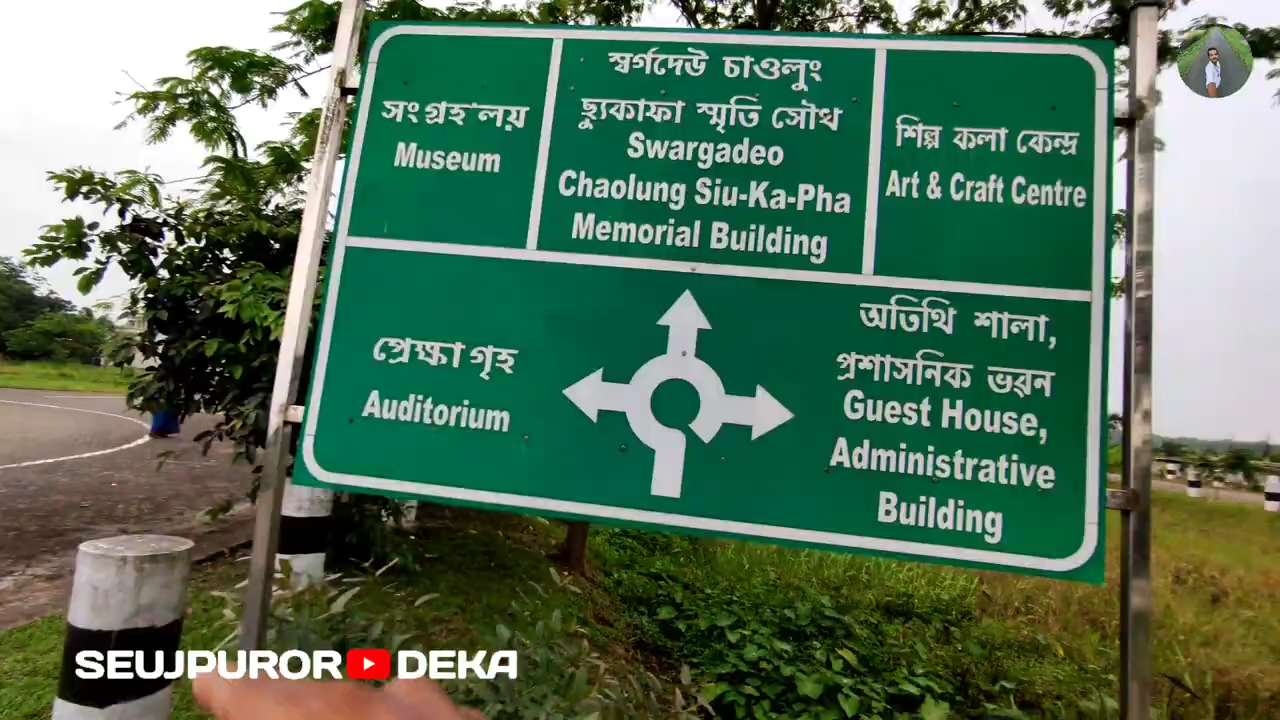 সংগ্ৰহ'লয়
Museum
স্বৰ্গদেউ চাওলুং
ছ্যুকাফা স্মৃতি সৌধ
Swargadeo
Chaolung Siu-Ka-Pha
Memorial Building
শিল্প কলা কেন্দ্ৰ
Art & Craft Centre
প্ৰেক্ষাগৃহ
Auditorium
অতিথি শালা,
প্ৰশাসনিক ভৱন
Guest House,
Administrative
Building
SEUJPUROR DEKA